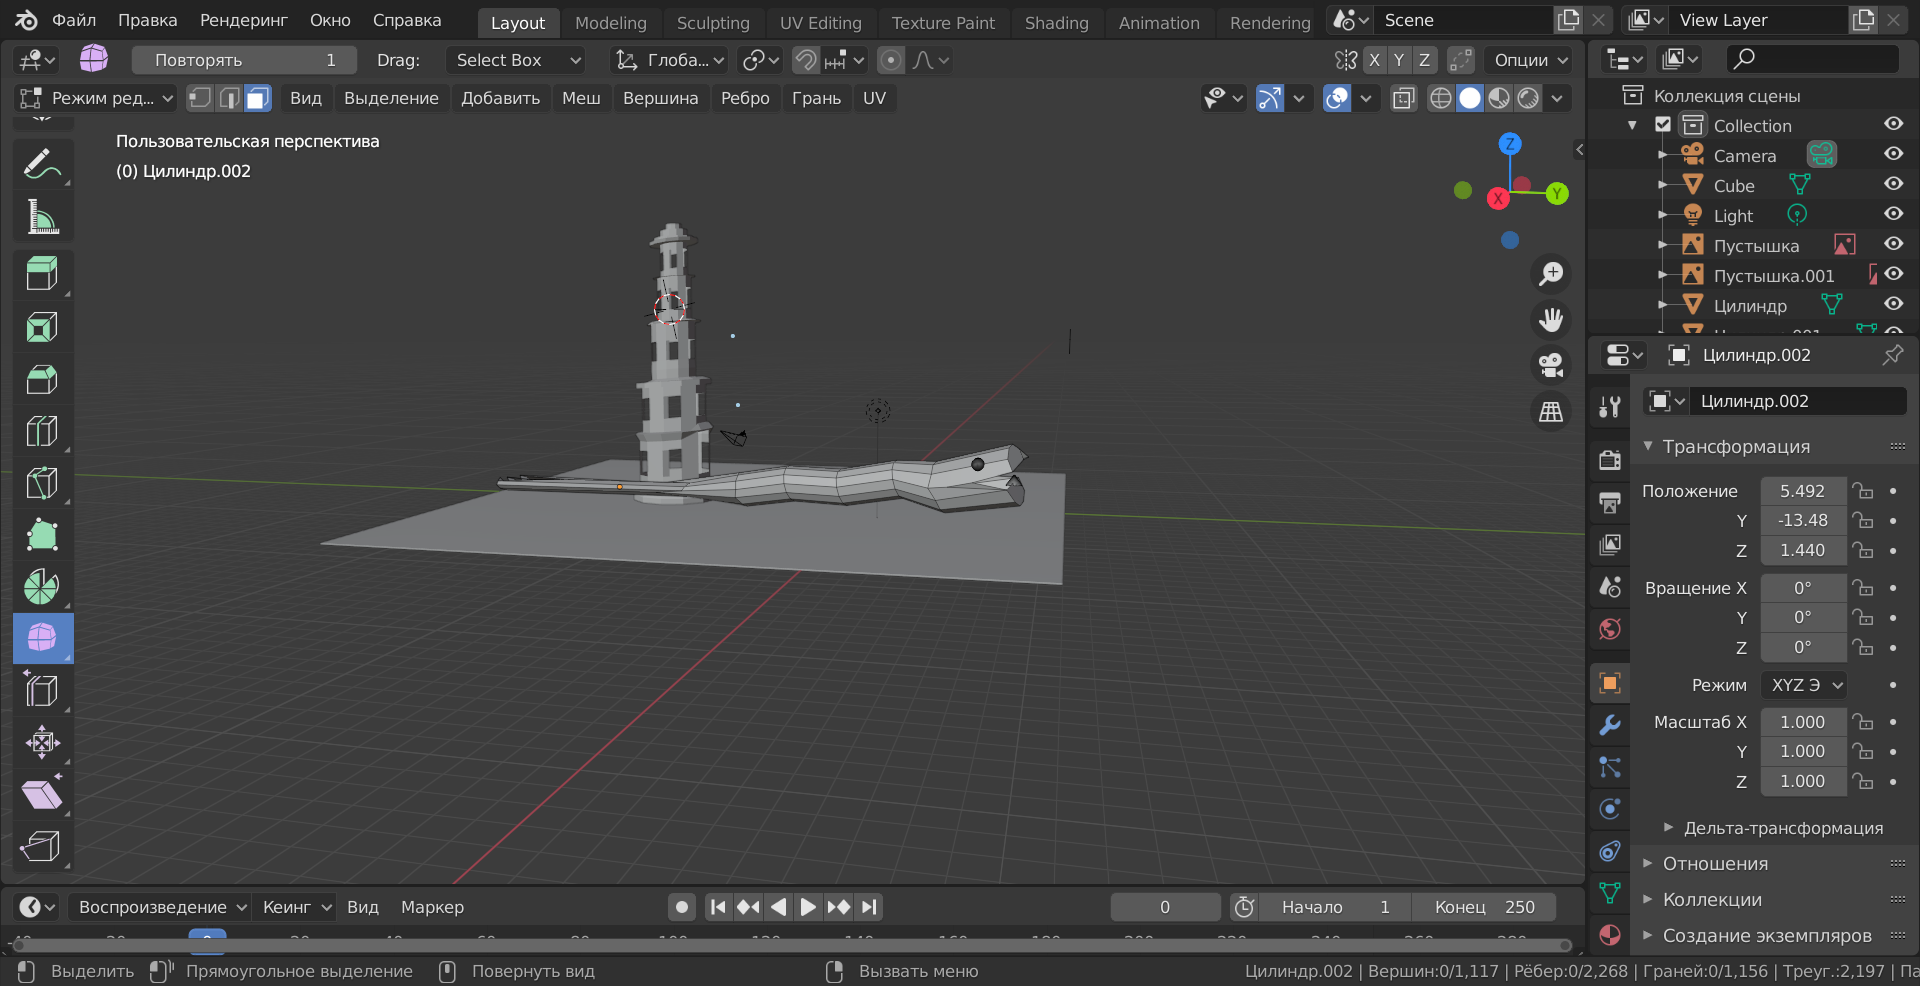 Файл Правка Рендеринг Окно Справка Layout Modeling Sculpting UV Editing Texture Paint Shading Animation Rendering Scene View Layer
Повторять 1 Drag: Select Box Глоба... X Y Z Опции
Режим ред... Вид Выделение Добавить Меш Вершина Ребро Грань UV
Пользовательская перспектива
(0) Цилиндр.002
Z
X
Y
Коллекция сцены
Collection
Camera
Cube
Light
Пустышка
Пустышка.001
Цилиндр
Цилиндр.002
Цилиндр.002
Трансформация
Положение 5.492
Y -13.48
Z 1.440
Вращение X 0°
Y 0°
Z 0°
Режим XYZ Э
Масштаб X 1.000
Y 1.000
Z 1.000
Дельта-трансформация
Отношения
Коллекции
Создание экземпляров
Воспроизведение Кеинг Вид Маркер 0 Начало 1 Конец 250
Выделить Прямоугольное выделение Повернуть вид Вызвать меню Цилиндр.002 | Вершин:0/1,117 | Рёбер:0/2,268 | Граней:0/1,156 | Треуг.:2,197 | Па